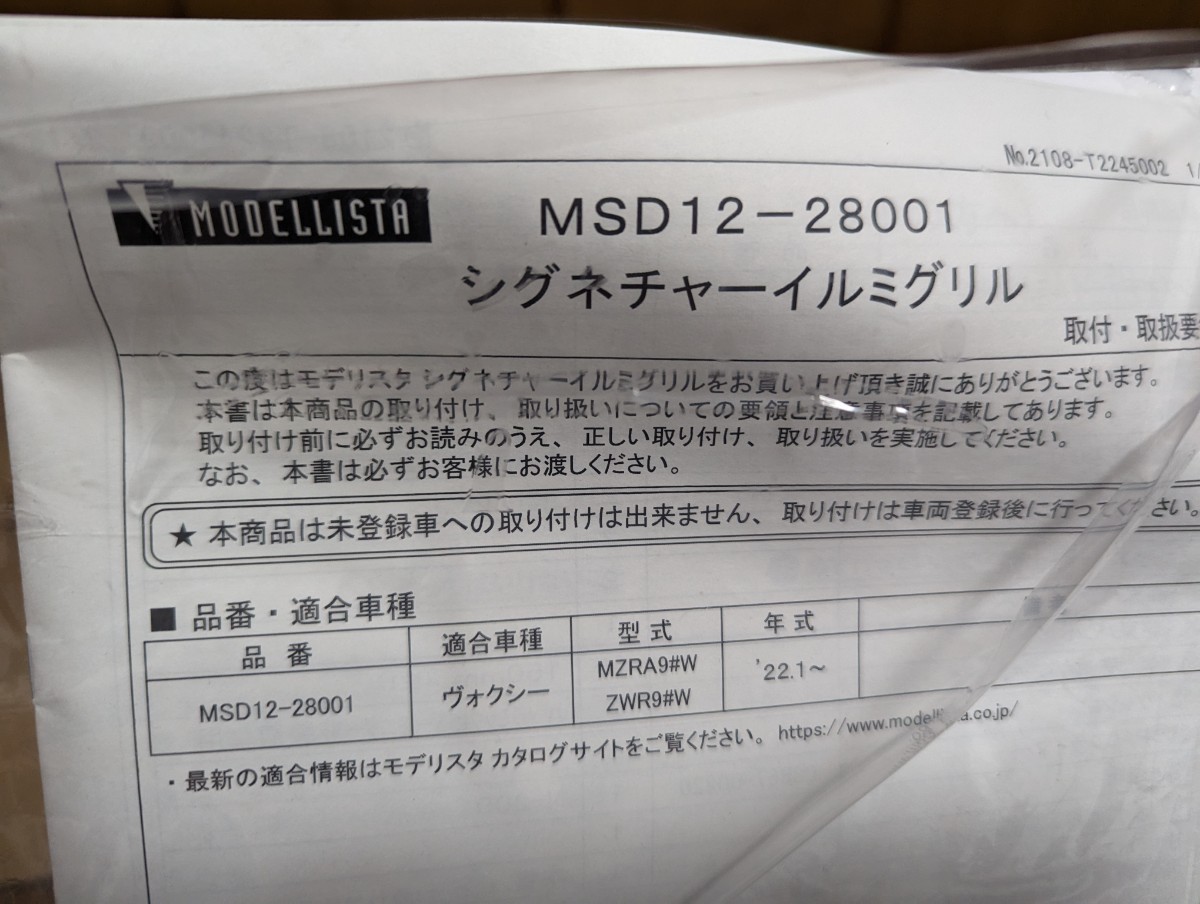 No.2108-T2245002 1/
MODELLISTA
MSD12-28001
シグネチャーイルミグリル
取付・取扱要
この度はモデリスタ シグネチャーイルミグリルをお買い上げ頂き誠にありがとうございます。
本書は本商品の取り付け、取り扱いについての要領と注意事項を記載してあります。
取り付け前に必ずお読みのうえ、正しい取り付け、取り扱いを実施してください。
なお、本書は必ずお客様にお渡しください。
★ 本商品は未登録車への取り付けは出来ません、取り付けは車両登録後に行ってください。
■ 品番・適合車種
品 番 適合車種 型 式 年 式
MSD12-28001 ヴォクシー MZRA9#W '22.1~
ZWR9#W
・最新の適合情報はモデリスタ カタログサイトをご覧ください。 https://www.modellista.co.jp/